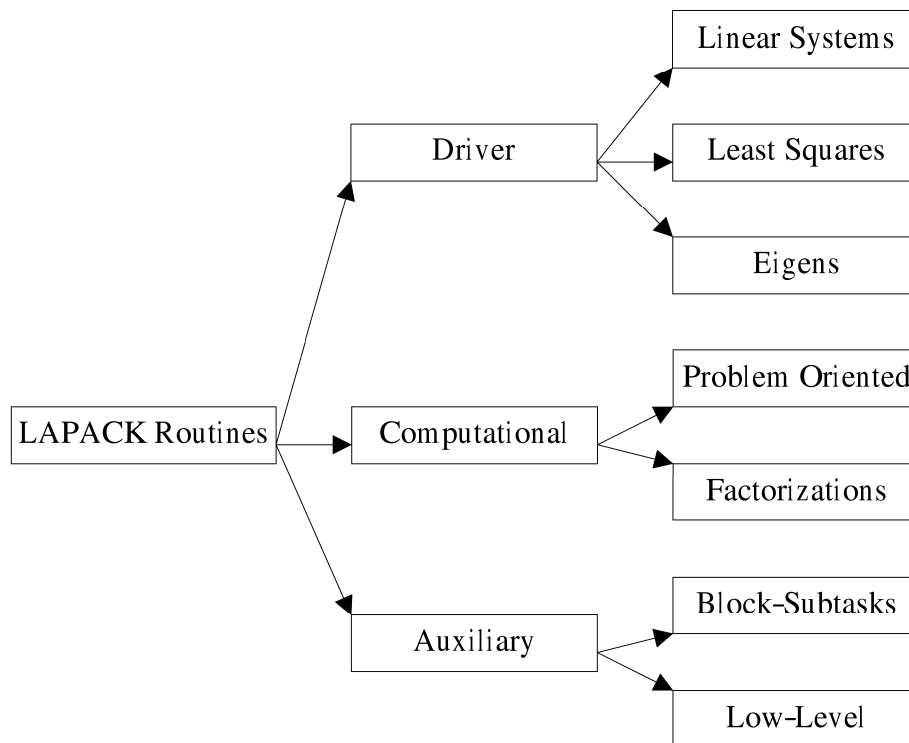 Linear Systems
Driver
Least Squares
Eigens
Problem Oriented
LAPACK Routines
Computational
Factorizations
Block-Subtasks
Auxiliary
Low-Level